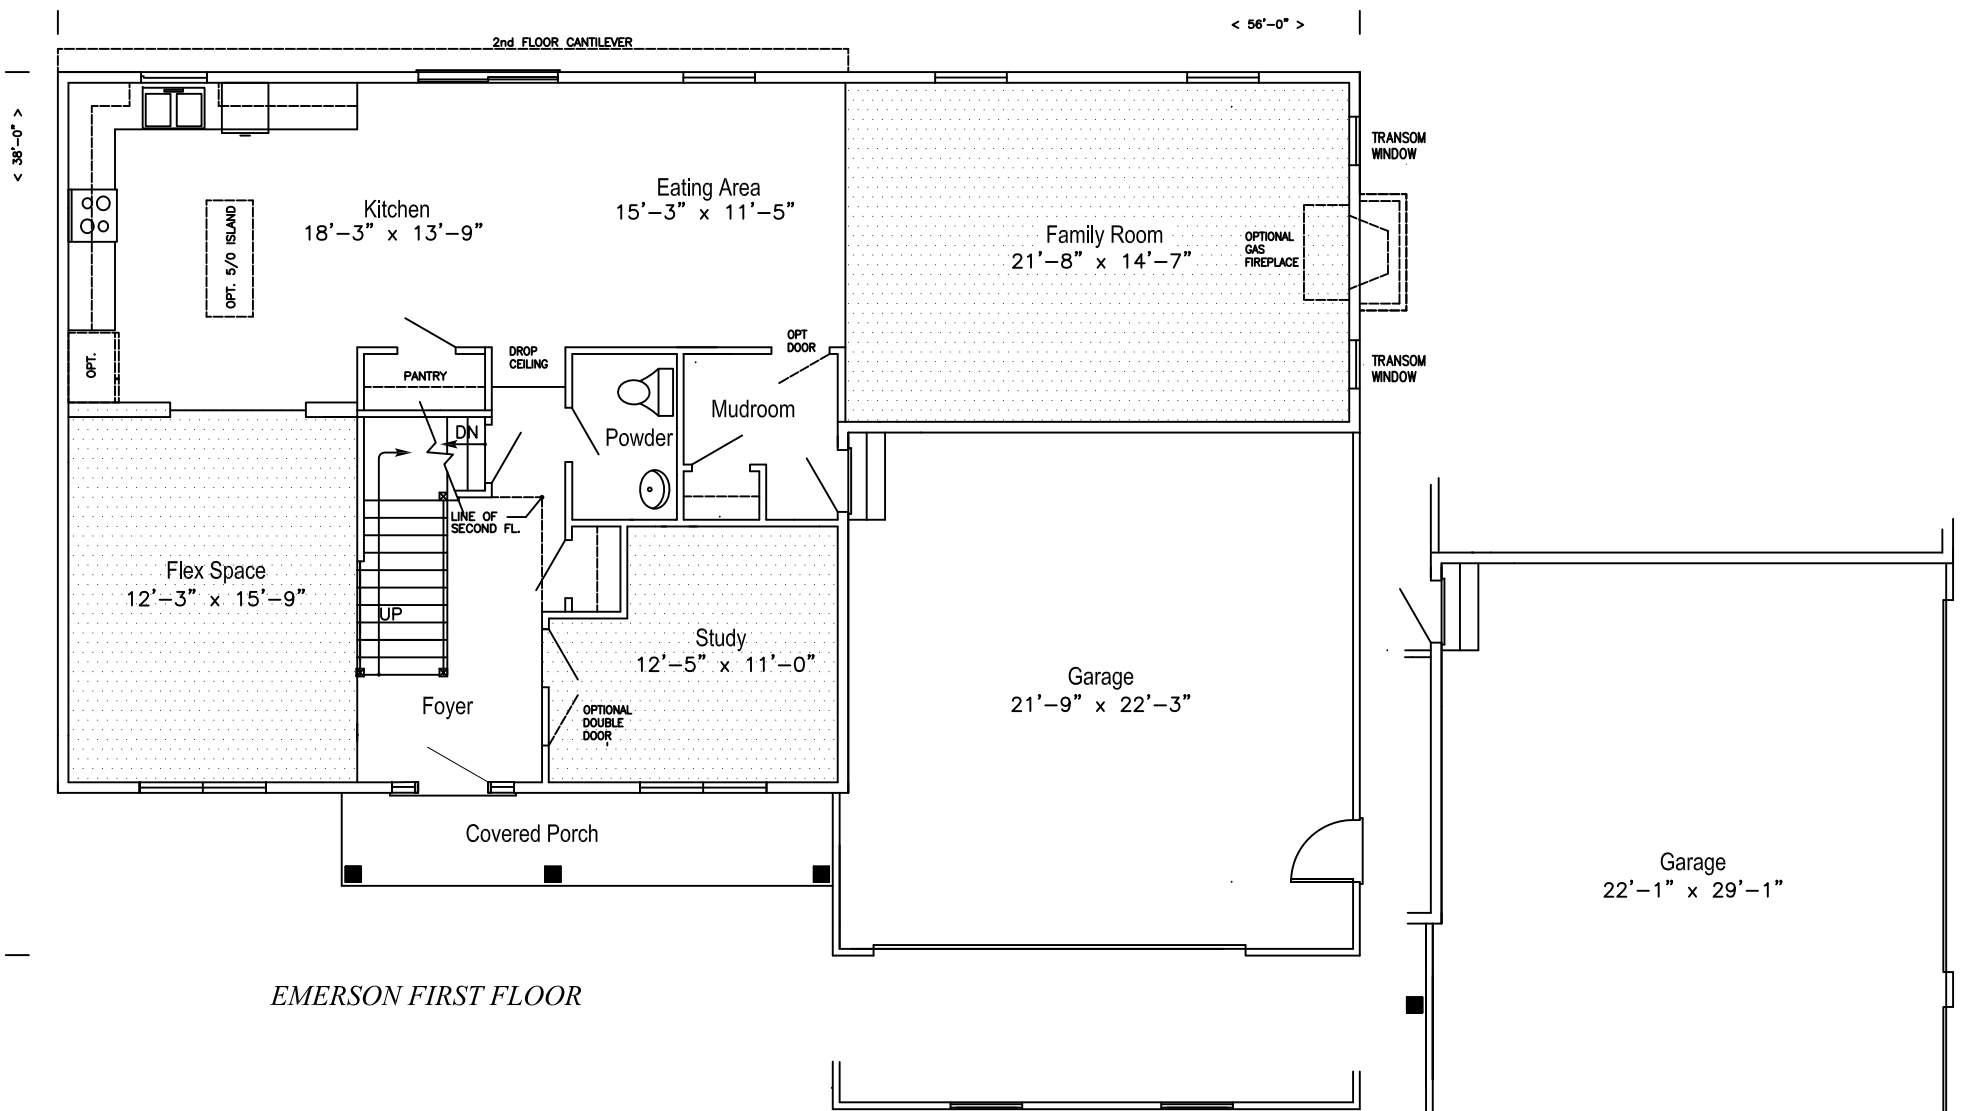 < 56'-0" >
2nd FLOOR CANTILEVER
< 38'-0" >
TRANSOM
WINDOW
Kitchen
18'-3" x 13'-9"
Eating Area
15'-3" x 11'-5"
Family Room
21'-8" x 14'-7"
OPTIONAL
GAS
FIREPLACE
OPT. 5/0 ISLAND
OPT.
PANTRY
DROP
CEILING
OPT
DOOR
TRANSOM
WINDOW
Mudroom
Powder
DN
LINE OF
SECOND FL.
Flex Space
12'-3" x 15'-9"
UP
Study
12'-5" x 11'-0"
Foyer
OPTIONAL
DOUBLE
DOOR
Garage
21'-9" x 22'-3"
Covered Porch
Garage
22'-1" x 29'-1"
EMERSON FIRST FLOOR